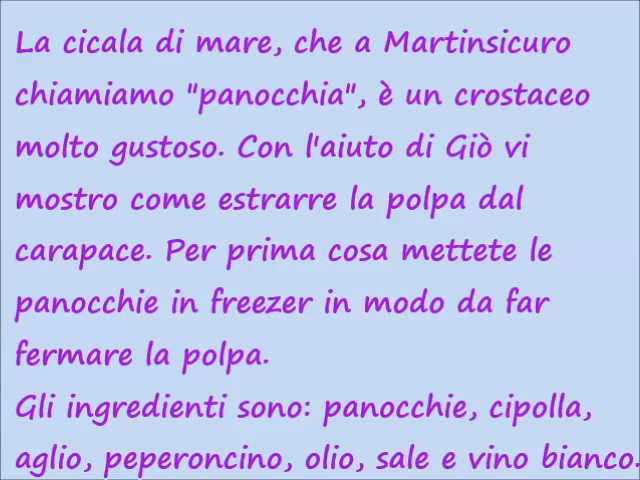 La cicala di mare, che a Martinsicuro
chiamiamo "panocchia", è un crostaceo
molto gustoso. Con l'aiuto di Giò vi
mostro come estrarre la polpa dal
carapace. Per prima cosa mettete le
panocchie in freezer in modo da far
fermare la polpa.
Gli ingredienti sono: panocchie, cipolla,
aglio, peperoncino, olio, sale e vino bianco.